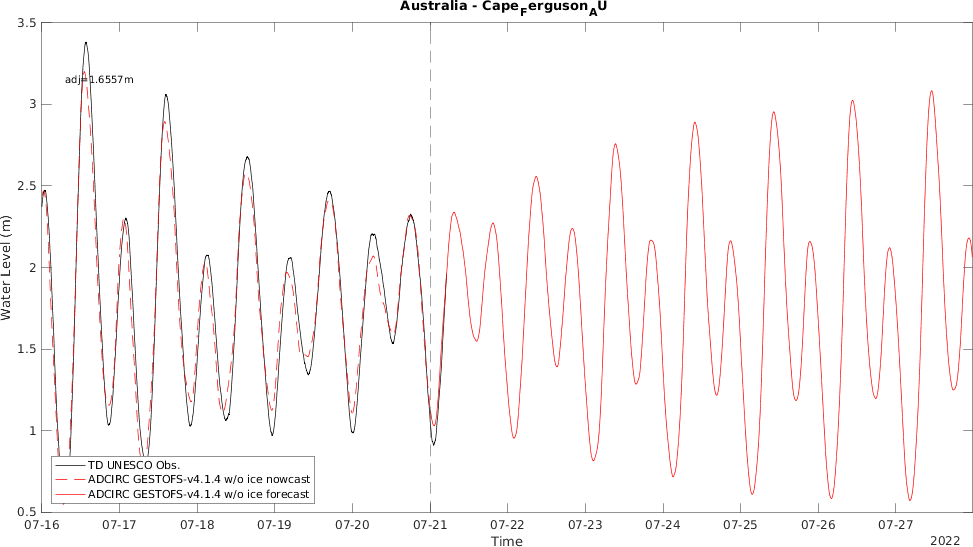 Australia - Cape_Ferguson_AU
3.5
adj=1.6557m
3
2.5
2
1.5
1
0.5
Water Level (m)
TD UNESCO Obs.
ADCIRC GESTOFS-v4.1.4 w/o ice nowcast
ADCIRC GESTOFS-v4.1.4 w/o ice forecast
07-16 07-17 07-18 07-19 07-20 07-21 07-22 07-23 07-24 07-25 07-26 07-27
Time
2022